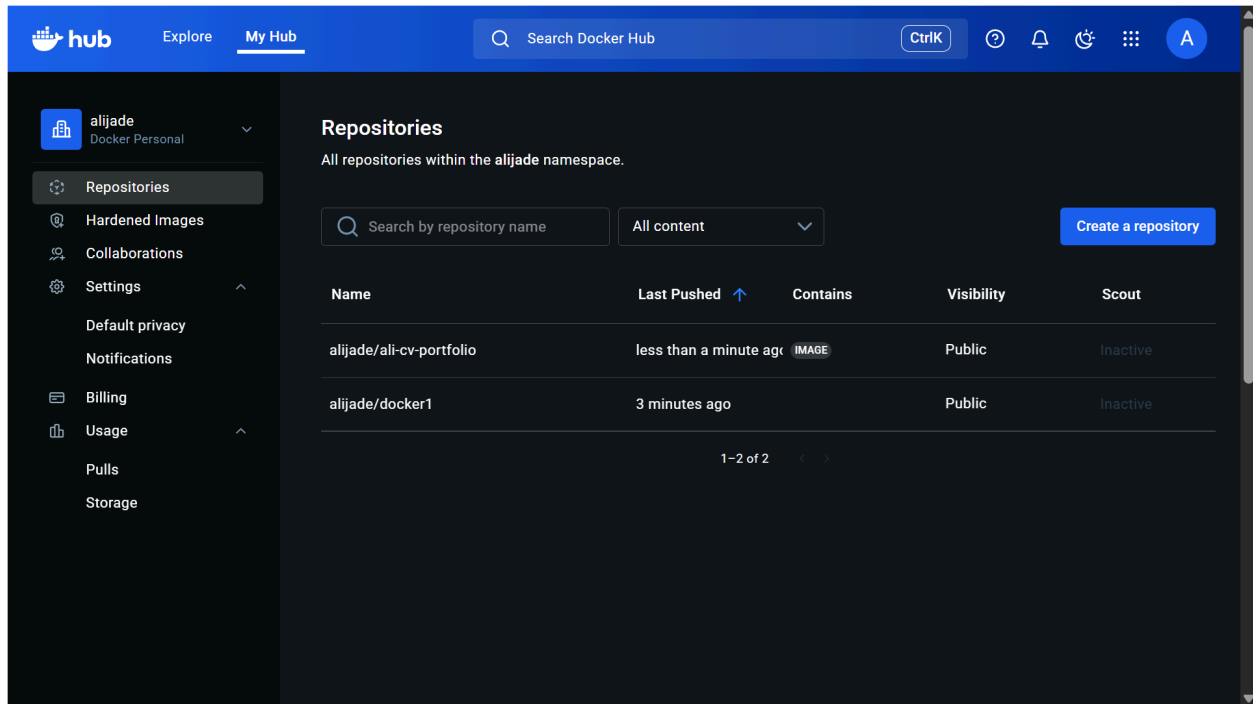 hub
Explore
My Hub
Search Docker Hub
CtrlK
A
alijade
Docker Personal
Repositories
Hardened Images
Collaborations
Settings
Default privacy
Notifications
Billing
Usage
Pulls
Storage
Repositories
All repositories within the alijade namespace.
Search by repository name
All content
Create a repository
Name Last Pushed Contains Visibility Scout
alijade/ali-cv-portfolio less than a minute ago IMAGE Public Inactive
alijade/docker1 3 minutes ago Public Inactive
1–2 of 2